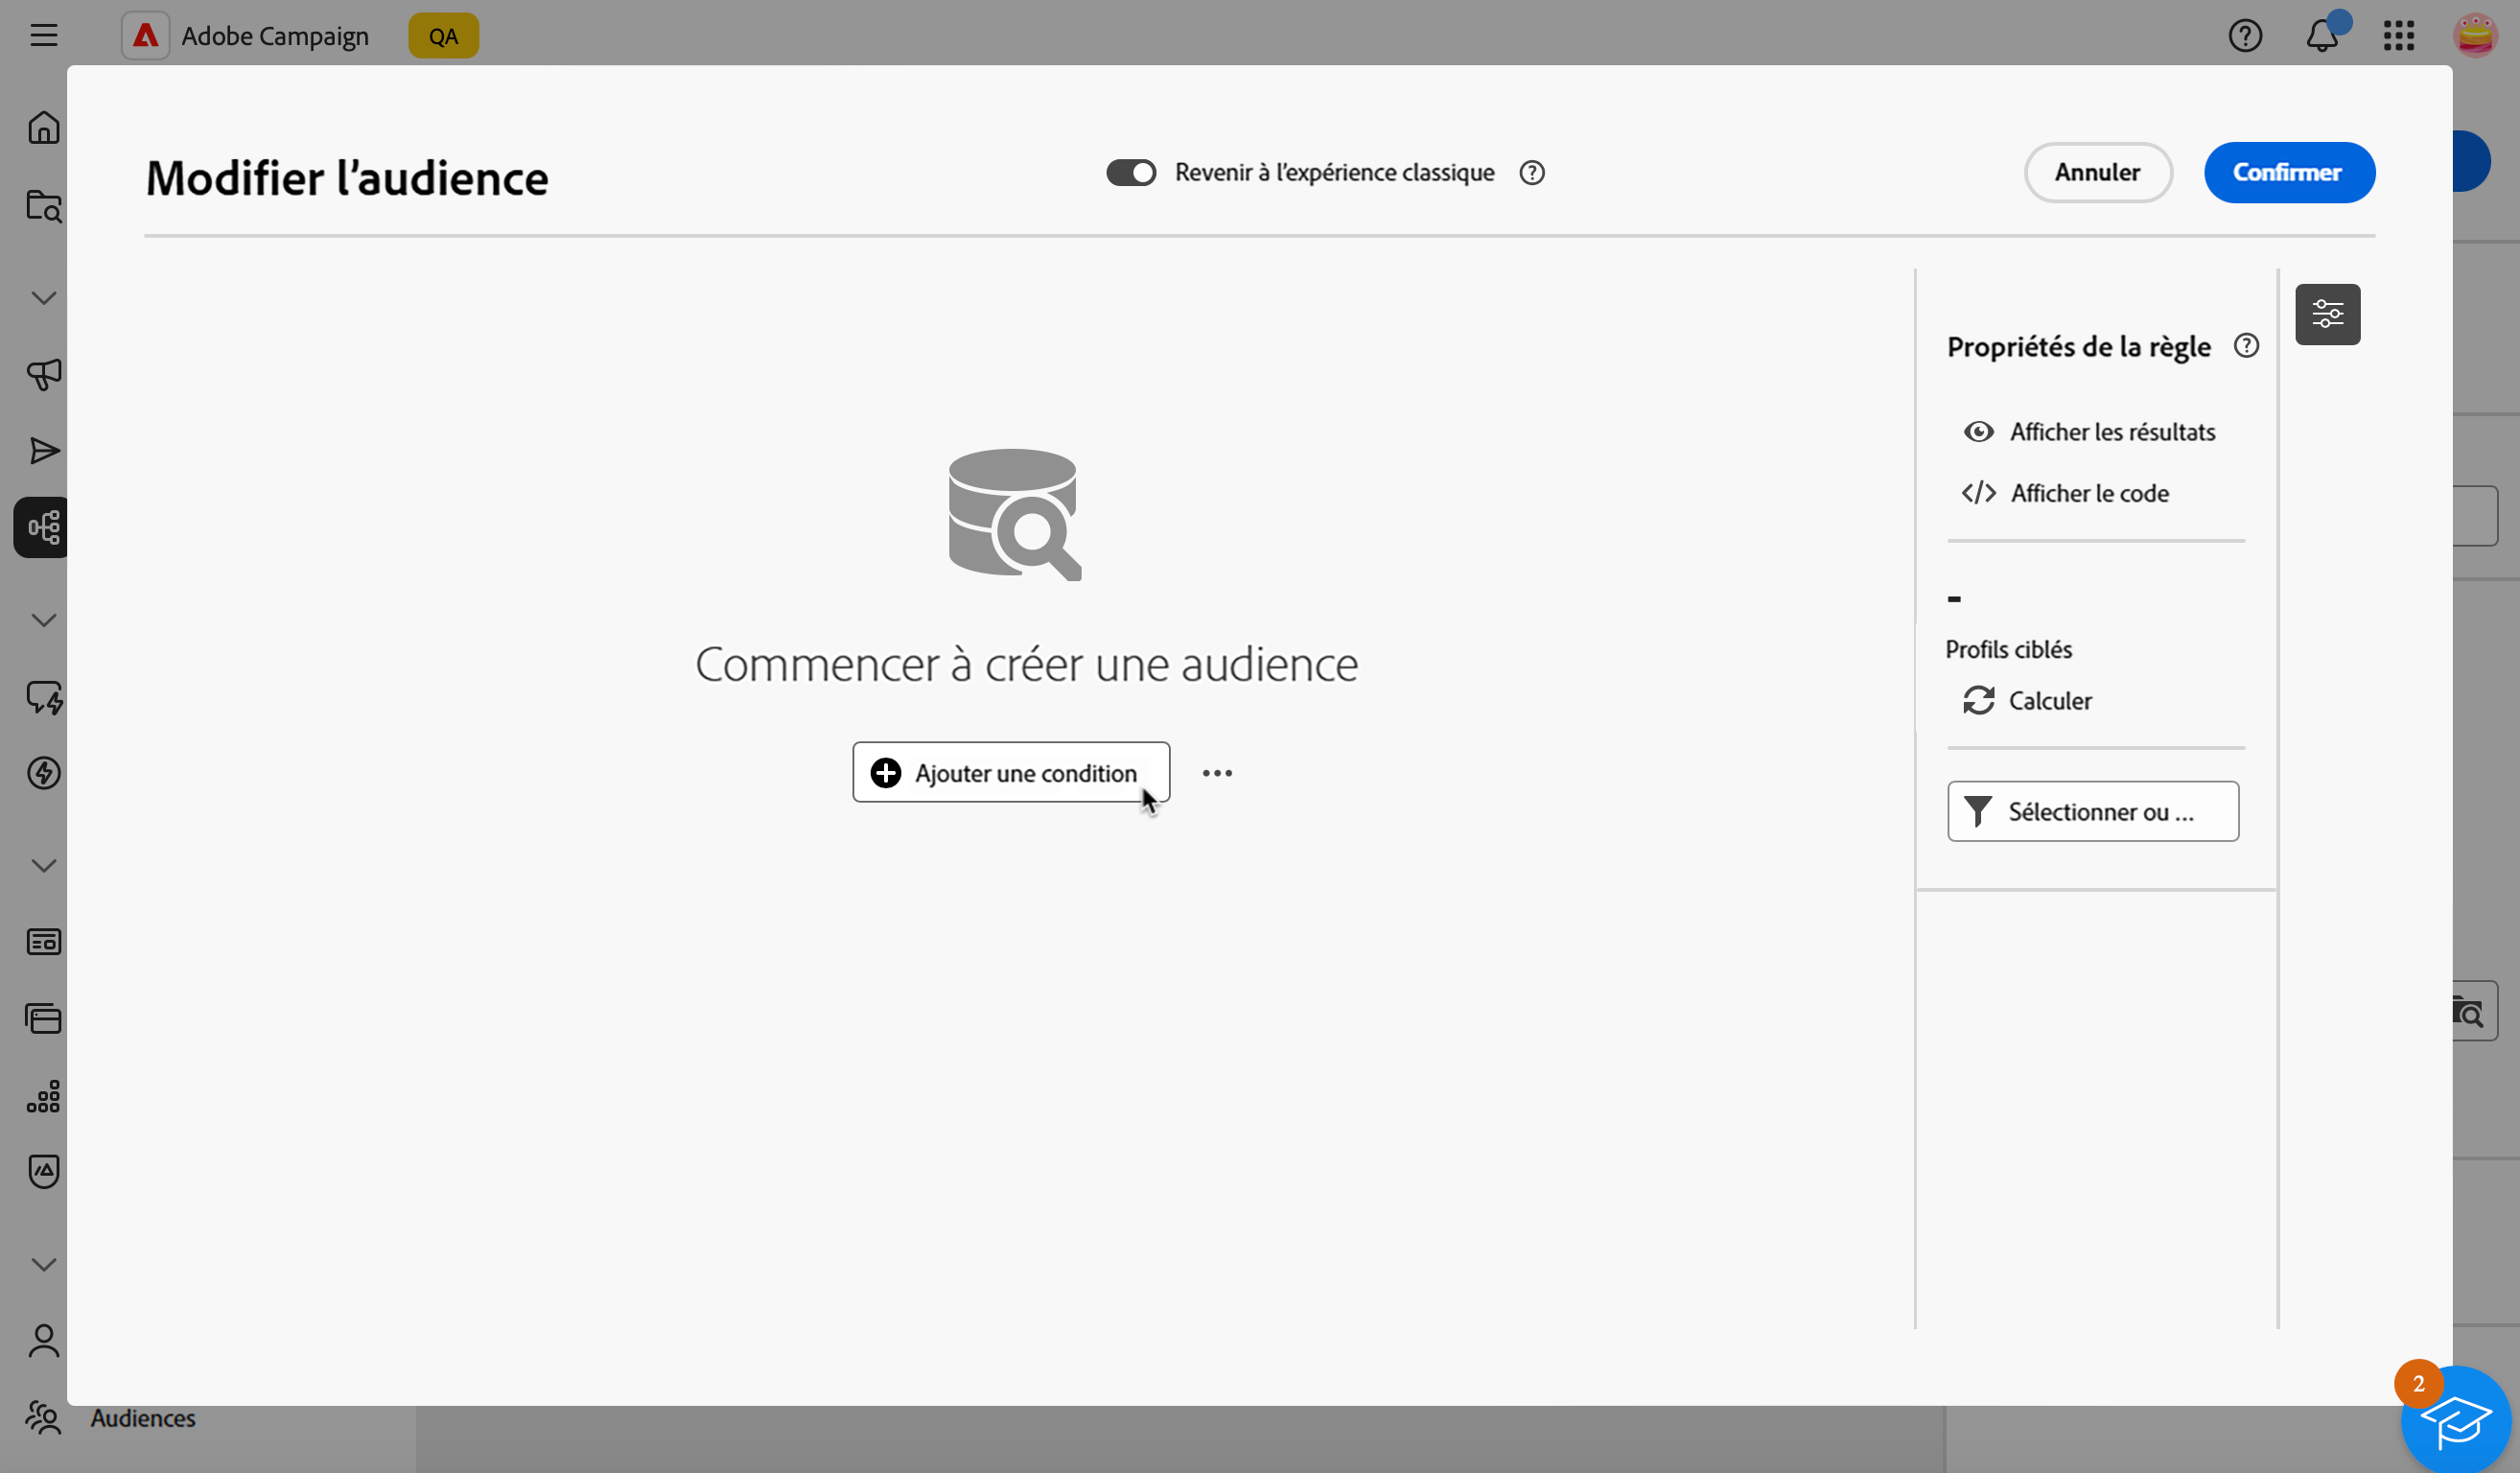 Adobe Campaign
QA
Modifier l'audience
Revenir à l'expérience classique
Annuler
Confirmer
Propriétés de la règle
Afficher les résultats
Afficher le code
-
Profils ciblés
Calculer
Sélectionner ou ...
Commencer à créer une audience
Ajouter une condition
Audiences
2